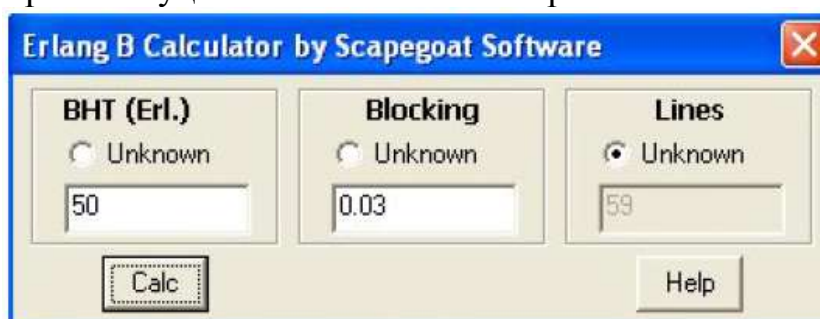 Erlang B Calculator by Scapegoat Software
BHT (Erl.) Blocking Lines
Unknown Unknown Unknown
50 0.03 59
Calc Help